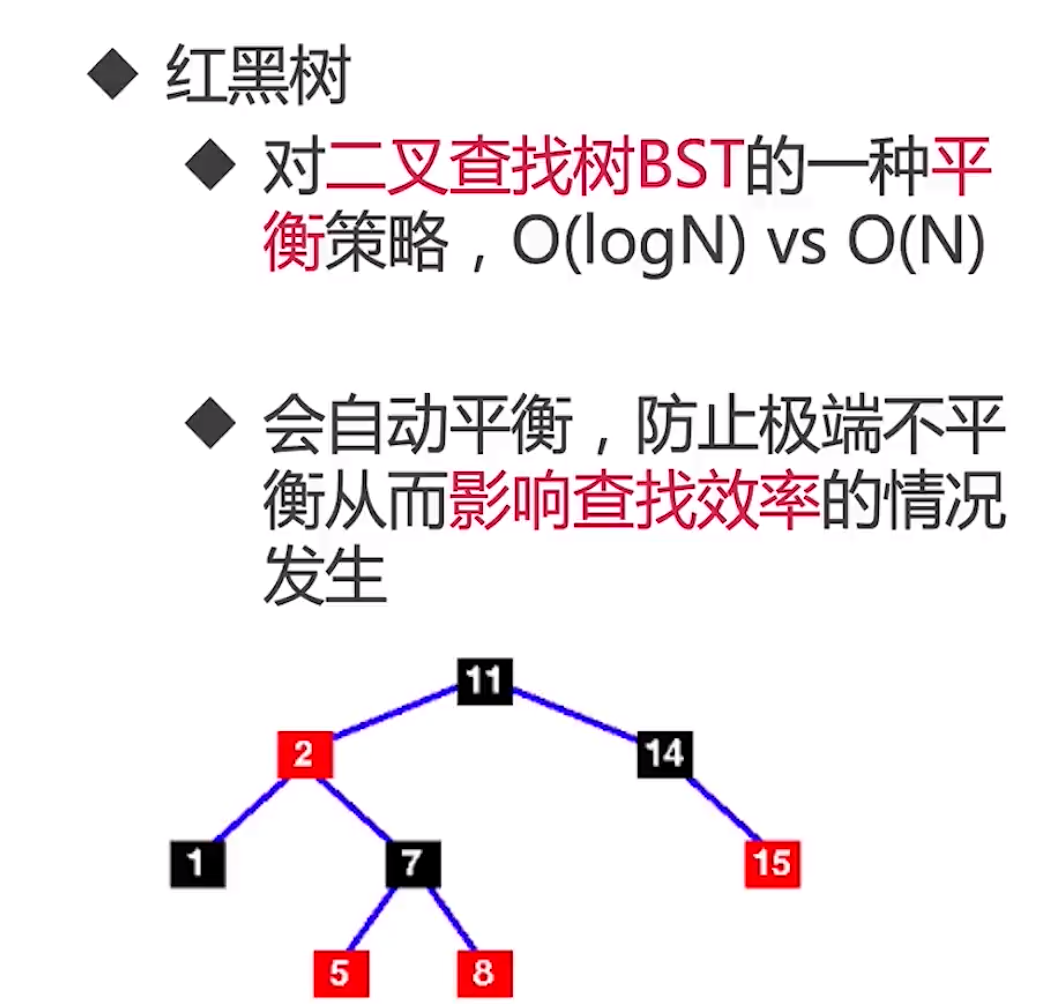 红黑树
对二叉查找树BST的一种平
衡策略，O(logN) vs O(N)
会自动平衡，防止极端不平
衡从而影响查找效率的情况
发生
11
2
14
1
7
15
5
8